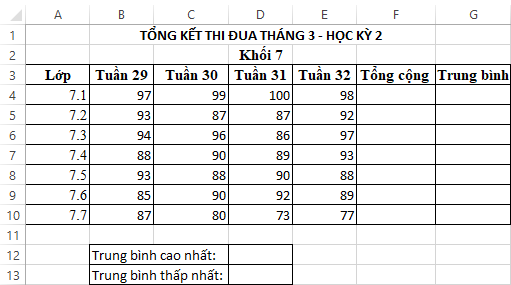 A B C D E F G
1 TỔNG KẾT THI ĐUA THÁNG 3 - HỌC KỲ 2
2 Khối 7
3 Lớp Tuần 29 Tuần 30 Tuần 31 Tuần 32 Tổng cộng Trung bình
4 7.1 97 99 100 98
5 7.2 93 87 87 92
6 7.3 94 96 86 97
7 7.4 88 90 89 93
8 7.5 93 88 90 88
9 7.6 85 90 92 89
10 7.7 87 80 73 77
11
12 Trung bình cao nhất:
13 Trung bình thấp nhất: